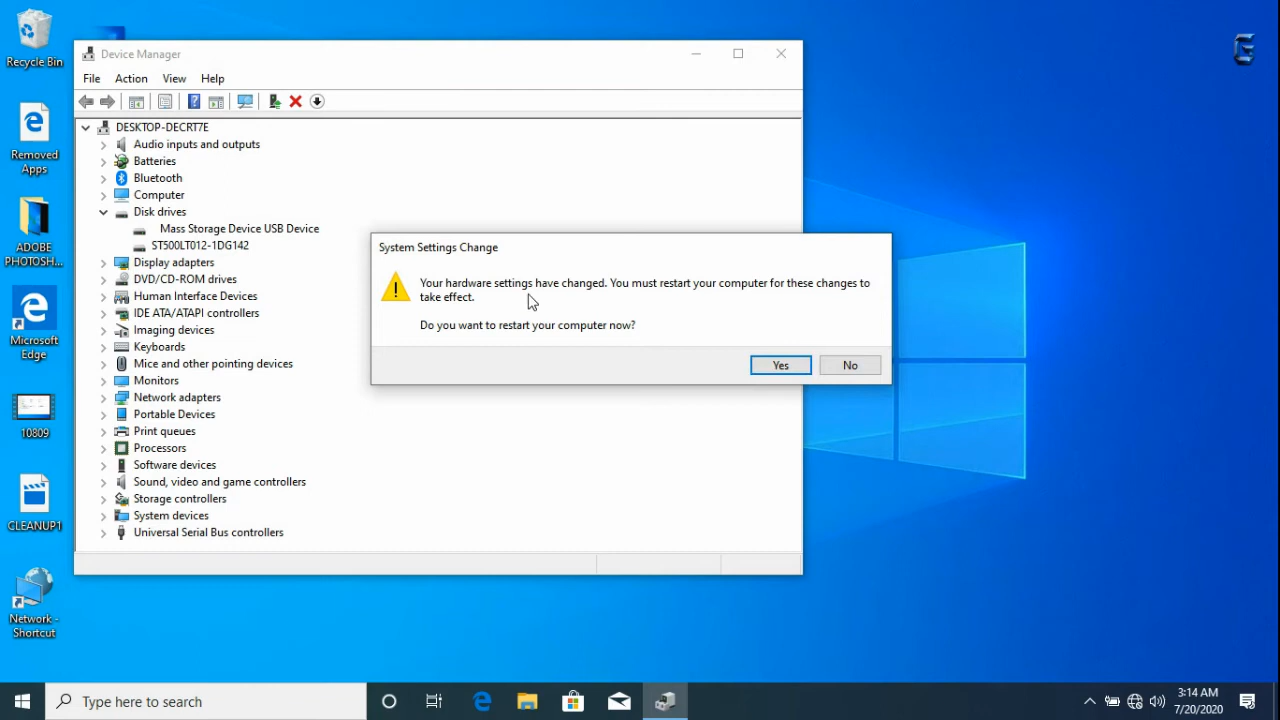 Recycle Bin
Removed
Apps
ADOBE
PHOTOSH...
Microsoft
Edge
10809
CLEANUP1
Network -
Shortcut
Device Manager
File Action View Help
DESKTOP-DECRT7E
Audio inputs and outputs
Batteries
Bluetooth
Computer
Disk drives
Mass Storage Device USB Device
ST500LT012-1DG142
Display adapters
DVD/CD-ROM drives
Human Interface Devices
IDE ATA/ATAPI controllers
Imaging devices
Keyboards
Mice and other pointing devices
Monitors
Network adapters
Portable Devices
Print queues
Processors
Software devices
Sound, video and game controllers
Storage controllers
System devices
Universal Serial Bus controllers
System Settings Change
Your hardware settings have changed. You must restart your computer for these changes to
take effect.
Do you want to restart your computer now?
Yes No
Type here to search
3:14 AM
7/20/2020